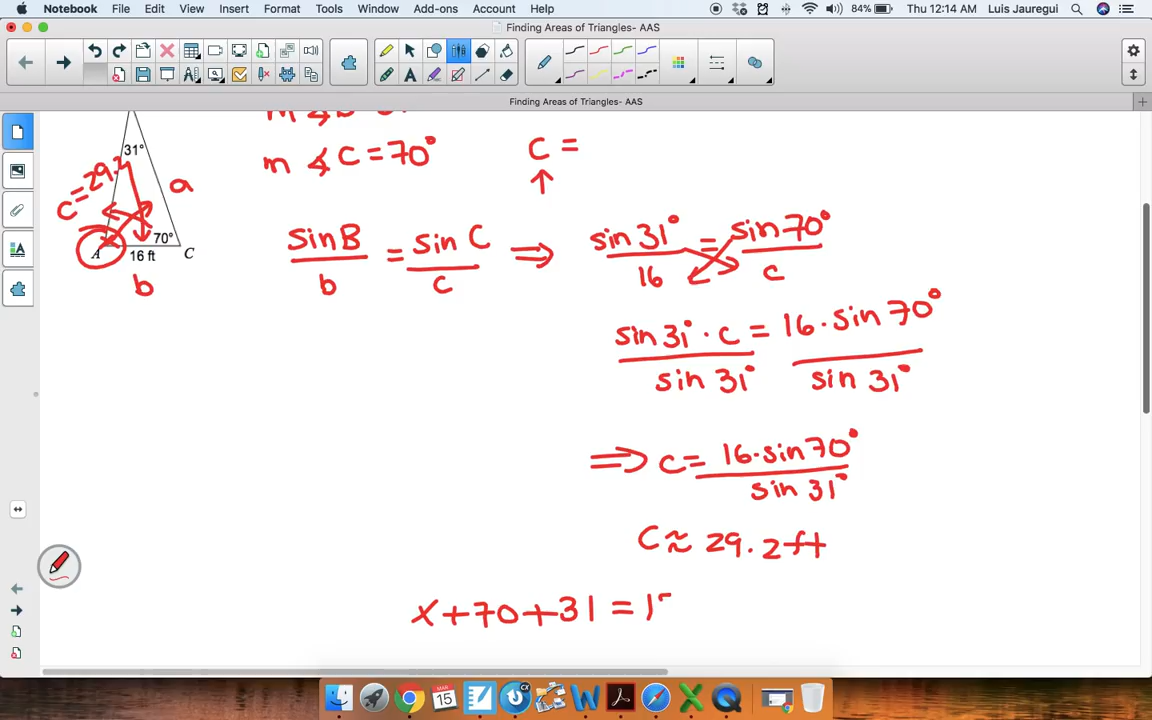 Notebook File Edit View Insert Format Tools Window Add-ons Account Help 84% Thu 12:14 AM Luis Jauregui
Finding Areas of Triangles- AAS
Finding Areas of Triangles- AAS
m ∢ C = 70°
C =
31°
c = 29.2
a
70°
A
16 ft
C
b
sin B / b = sin C / c ⇒ sin 31° / 16 = sin 70° / c
sin 31° · c / sin 31° = 16 · sin 70° / sin 31°
⇒ c = 16 · sin 70° / sin 31°
C ≈ 29.2 ft
x + 70 + 31 = 1
MAR
15